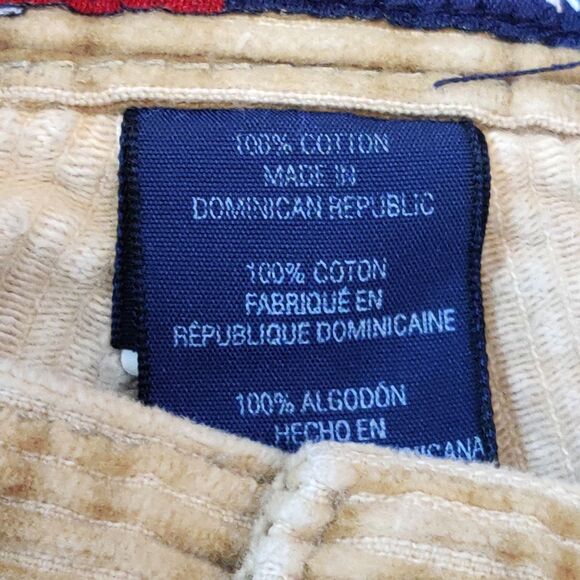 100% COTTON
MADE IN
DOMINICAN REPUBLIC
100% COTON
FABRIQUÉ EN
RÉPUBLIQUE DOMINICAINE
100% ALGODÓN
HECHO EN